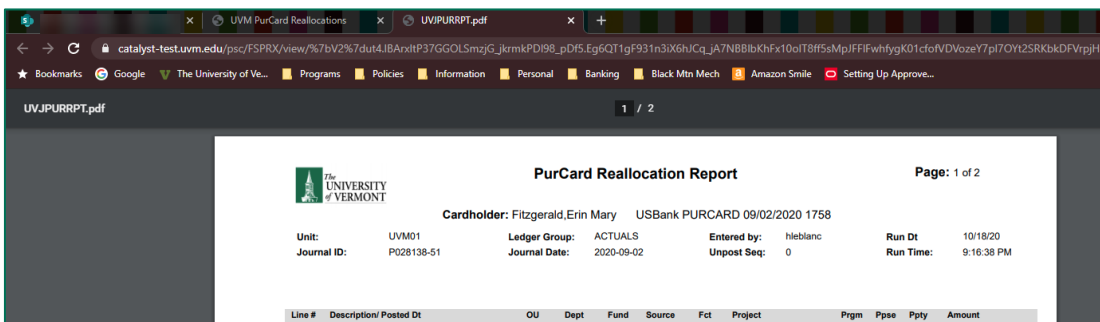 UVM PurCard Reallocations UVJPURRPT.pdf
catalyst-test.uvm.edu/psc/FSPRX/view/%7bV2%7dut4JBArxltP37GGOLSmzjG_jkrmkPDI98_pDf5.Eg6QT1gF931n3iX6hJCq_jA7NBBIbKhFx10oIT8ff5sMpJFFlFwhfygK01cfofVDVozeY7pl7OYt2SRKbkDFVrpjH
Bookmarks Google The University of Ve... Programs Policies Information Personal Banking Black Mtn Mech Amazon Smile Setting Up Approve...
UVJPURRPT.pdf 1 / 2
The UNIVERSITY of VERMONT
PurCard Reallocation Report Page: 1 of 2
Cardholder: Fitzgerald,Erin Mary USBank PURCARD 09/02/2020 1758
Unit: UVM01 Ledger Group: ACTUALS Entered by: hleblanc Run Dt 10/18/20
Journal ID: P028138-51 Journal Date: 2020-09-02 Unpost Seq: 0 Run Time: 9:16:38 PM
Line # Description/ Posted Dt OU Dept Fund Source Fct Project Prgm Ppse Ppty Amount